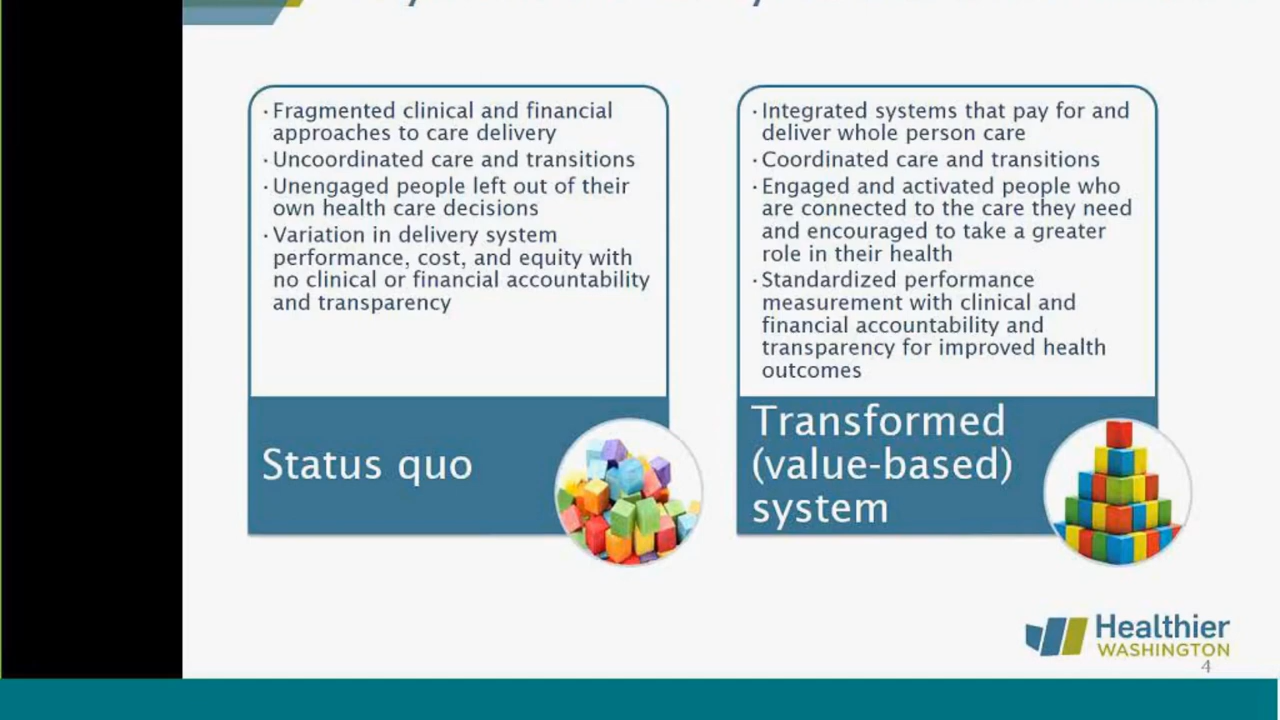 · Fragmented clinical and financial
approaches to care delivery
· Uncoordinated care and transitions
· Unengaged people left out of their
own health care decisions
· Variation in delivery system
performance, cost, and equity with
no clinical or financial accountability
and transparency
Status quo
· Integrated systems that pay for and
deliver whole person care
· Coordinated care and transitions
· Engaged and activated people who
are connected to the care they need
and encouraged to take a greater
role in their health
· Standardized performance
measurement with clinical and
financial accountability and
transparency for improved health
outcomes
Transformed
(value-based)
system
Healthier
WASHINGTON
4